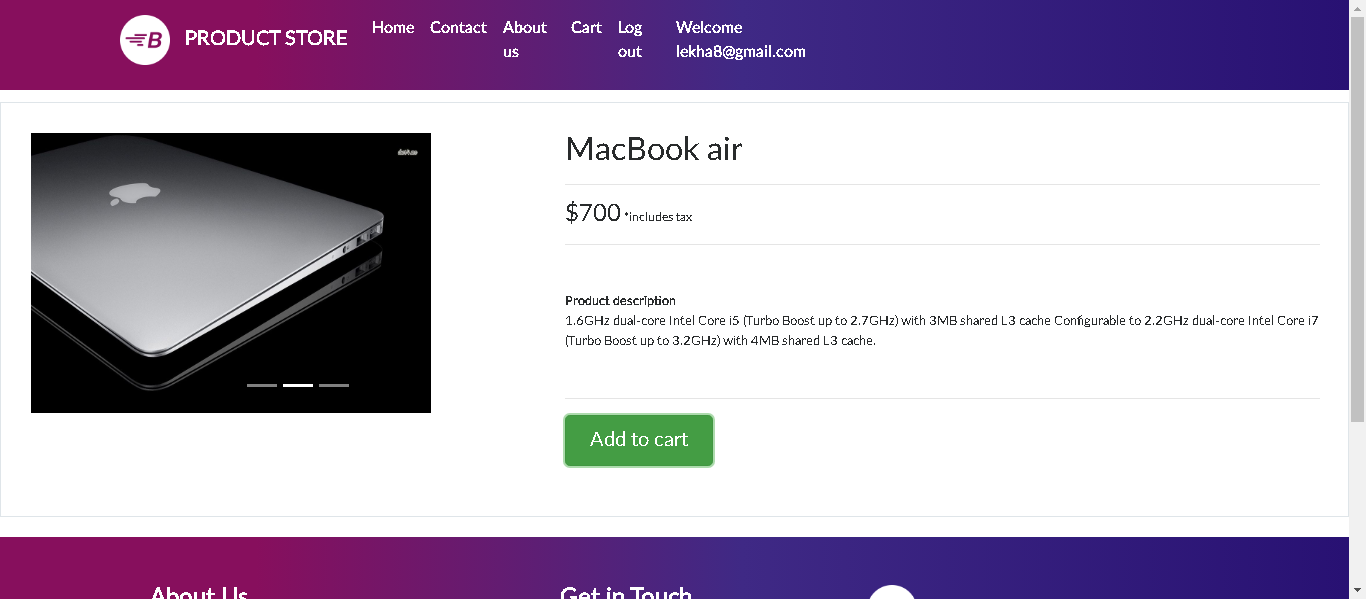 B PRODUCT STORE Home Contact About us Cart Log out Welcome lekha8@gmail.com
MacBook air
$700 *includes tax
Product description
1.6GHz dual-core Intel Core i5 (Turbo Boost up to 2.7GHz) with 3MB shared L3 cache Configurable to 2.2GHz dual-core Intel Core i7
(Turbo Boost up to 3.2GHz) with 4MB shared L3 cache.
Add to cart
About Us Get in Touch